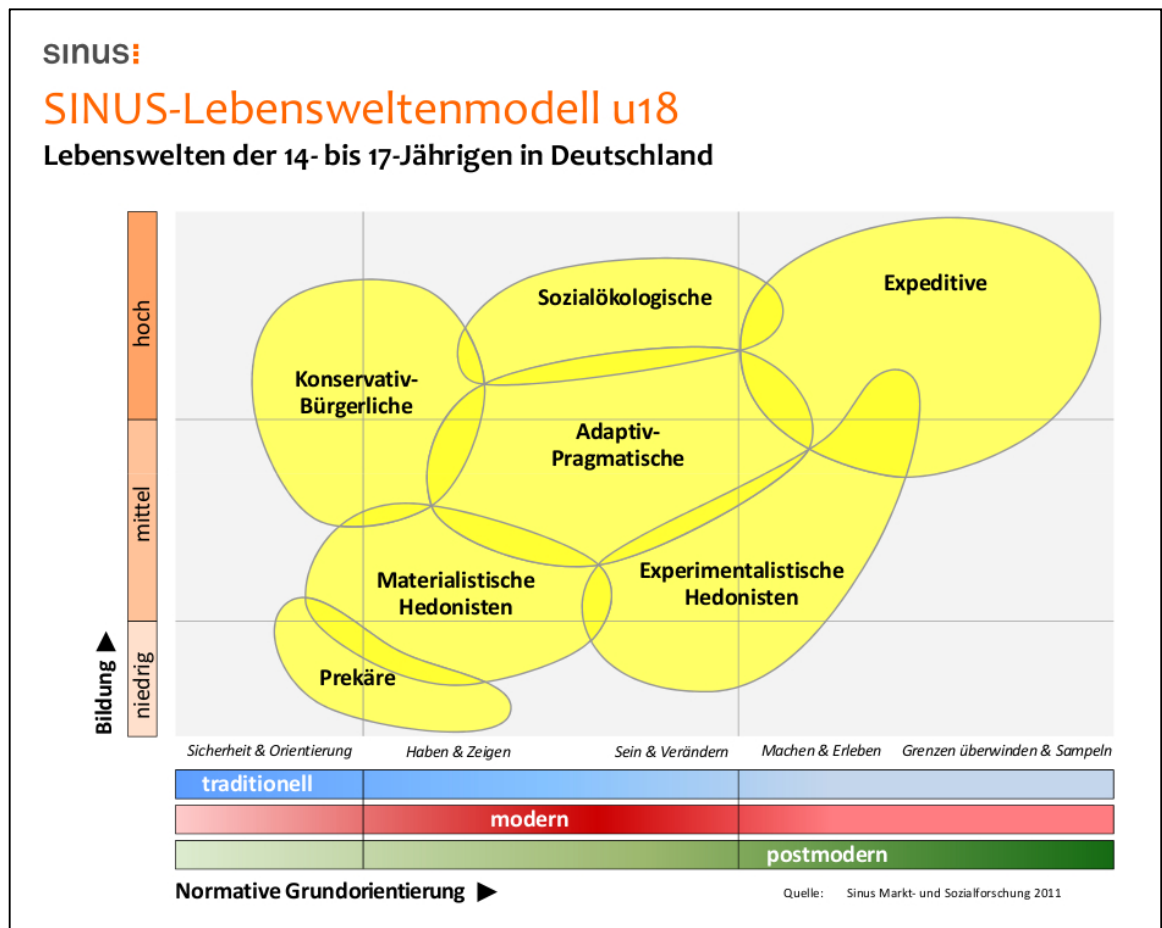 sınus
SINUS-Lebensweltenmodell u18
Lebenswelten der 14- bis 17-Jährigen in Deutschland
Bildung ▶
hoch
mittel
niedrig
Sozialökologische
Expeditive
Konservativ-
Bürgerliche
Adaptiv-
Pragmatische
Materialistische
Hedonisten
Experimentalistische
Hedonisten
Prekäre
Sicherheit & Orientierung
Haben & Zeigen
Sein & Verändern
Machen & Erleben
Grenzen überwinden & Sampeln
traditionell
modern
postmodern
Normative Grundorientierung ▶
Quelle: Sinus Markt- und Sozialforschung 2011